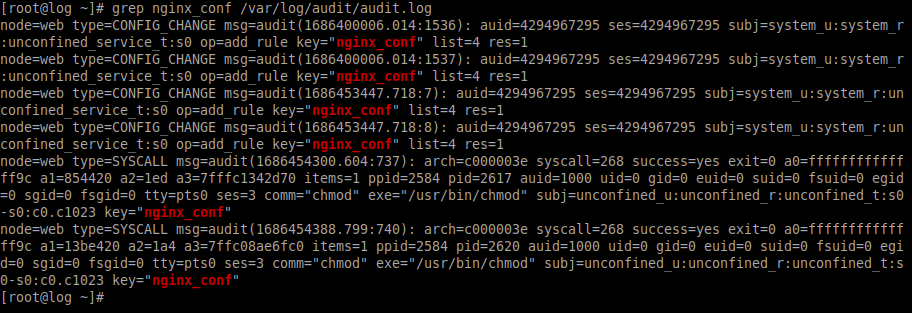 [root@log ~]# grep nginx_conf /var/log/audit/audit.log
node=web type=CONFIG_CHANGE msg=audit(1686400006.014:1536): auid=4294967295 ses=4294967295 subj=system_u:system_r
:unconfined_service_t:s0 op=add_rule key="nginx_conf" list=4 res=1
node=web type=CONFIG_CHANGE msg=audit(1686400006.014:1537): auid=4294967295 ses=4294967295 subj=system_u:system_r
:unconfined_service_t:s0 op=add_rule key="nginx_conf" list=4 res=1
node=web type=CONFIG_CHANGE msg=audit(1686453447.718:7): auid=4294967295 ses=4294967295 subj=system_u:system_r:un
confined_service_t:s0 op=add_rule key="nginx_conf" list=4 res=1
node=web type=CONFIG_CHANGE msg=audit(1686453447.718:8): auid=4294967295 ses=4294967295 subj=system_u:system_r:un
confined_service_t:s0 op=add_rule key="nginx_conf" list=4 res=1
node=web type=SYSCALL msg=audit(1686454300.604:737): arch=c000003e syscall=268 success=yes exit=0 a0=ffffffffffff
ff9c a1=854420 a2=1ed a3=7fffc1342d70 items=1 ppid=2584 pid=2617 auid=1000 uid=0 gid=0 euid=0 suid=0 fsuid=0 egid
=0 sgid=0 fsgid=0 tty=pts0 ses=3 comm="chmod" exe="/usr/bin/chmod" subj=unconfined_u:unconfined_r:unconfined_t:s0
-s0:c0.c1023 key="nginx_conf"
node=web type=SYSCALL msg=audit(1686454388.799:740): arch=c000003e syscall=268 success=yes exit=0 a0=ffffffffffff
ff9c a1=13be420 a2=1a4 a3=7ffc08ae6fc0 items=1 ppid=2584 pid=2620 auid=1000 uid=0 gid=0 euid=0 suid=0 fsuid=0 egi
d=0 sgid=0 fsgid=0 tty=pts0 ses=3 comm="chmod" exe="/usr/bin/chmod" subj=unconfined_u:unconfined_r:unconfined_t:s
0-s0:c0.c1023 key="nginx_conf"
[root@log ~]#